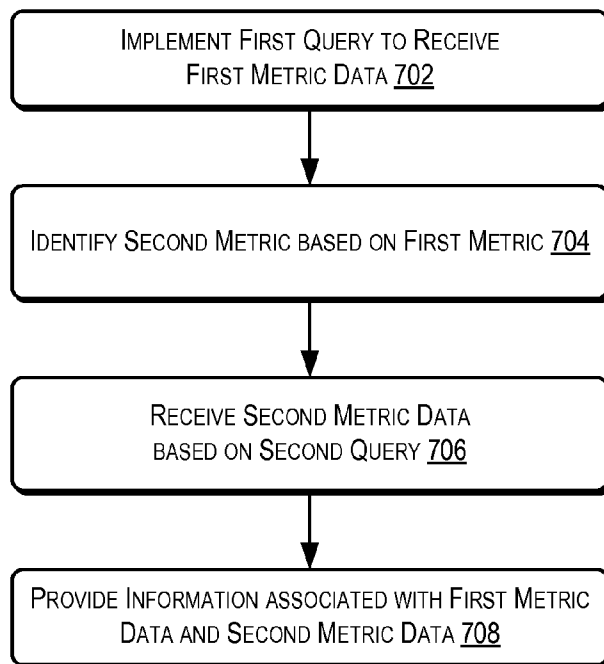 IMPLEMENT FIRST QUERY TO RECEIVE
FIRST METRIC DATA 702
IDENTIFY SECOND METRIC BASED ON FIRST METRIC 704
RECEIVE SECOND METRIC DATA
BASED ON SECOND QUERY 706
PROVIDE INFORMATION ASSOCIATED WITH FIRST METRIC
DATA AND SECOND METRIC DATA 708